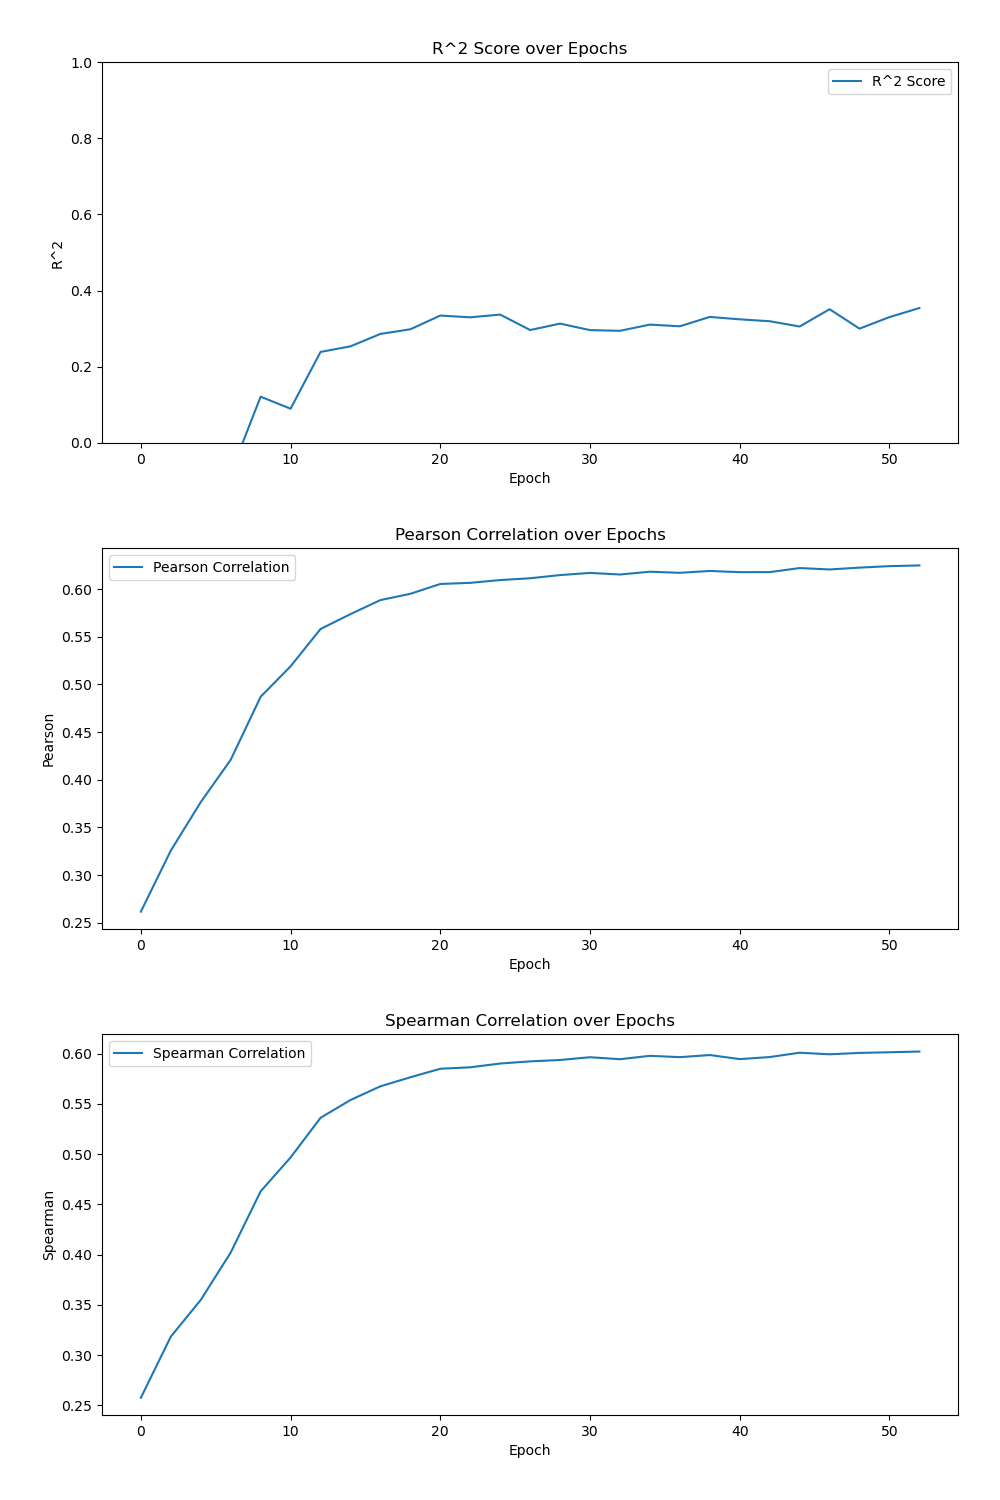 R^2 Score over Epochs
R^2 Score
1.0
0.8
0.6
0.4
0.2
0.0
R^2
0 10 20 30 40 50
Epoch
Pearson Correlation over Epochs
Pearson Correlation
0.60
0.55
0.50
0.45
0.40
0.35
0.30
0.25
Pearson
0 10 20 30 40 50
Epoch
Spearman Correlation over Epochs
Spearman Correlation
0.60
0.55
0.50
0.45
0.40
0.35
0.30
0.25
Spearman
0 10 20 30 40 50
Epoch